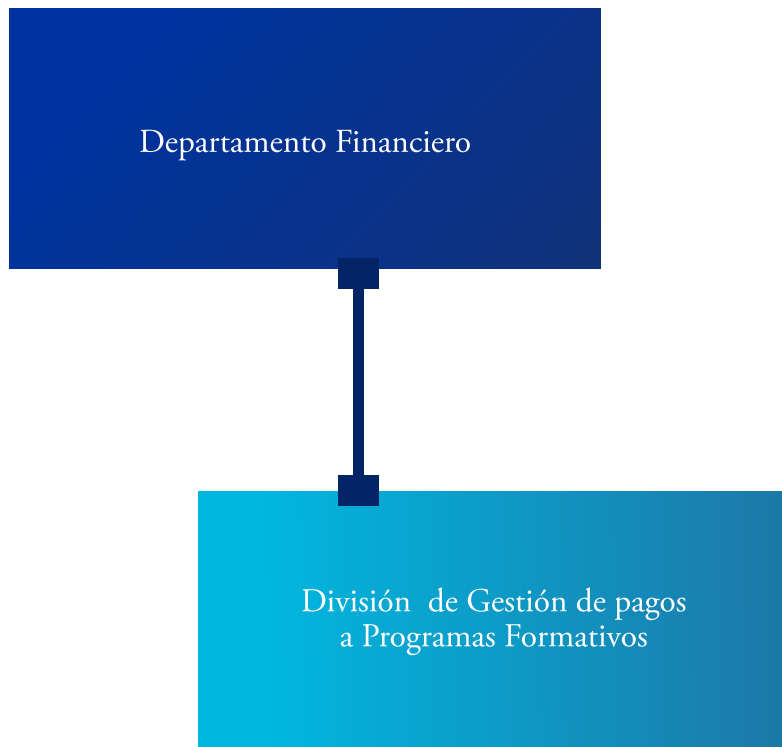 Departamento Financiero
División  de Gestión de pagos
a Programas Formativos